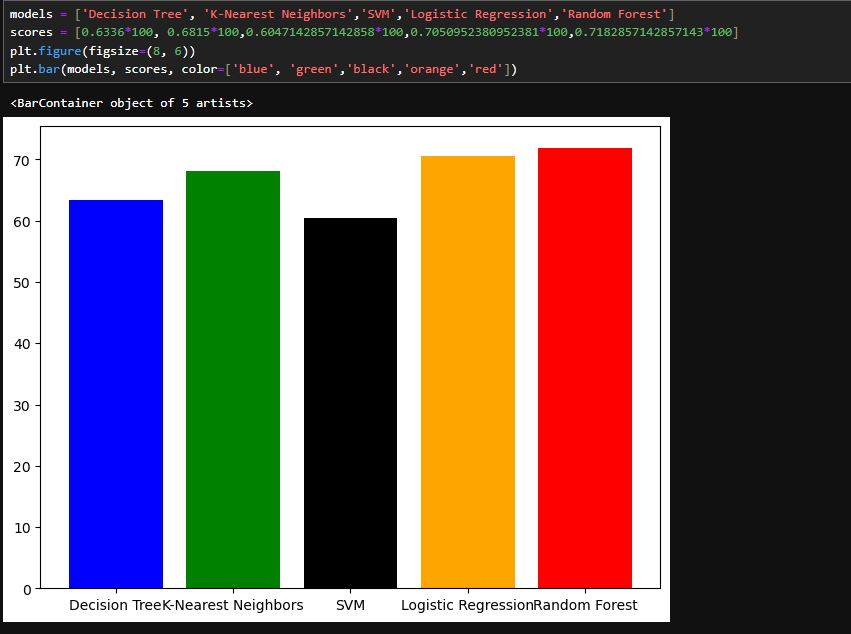 models = ['Decision Tree', 'K-Nearest Neighbors','SVM','Logistic Regression','Random Forest']
scores = [0.6336*100, 0.6815*100,0.6047142857142858*100,0.7050952380952381*100,0.7182857142857143*100]
plt.figure(figsize=(8, 6))
plt.bar(models, scores, color=['blue', 'green','black','orange','red'])
<BarContainer object of 5 artists>
70
60
50
40
30
20
10
0
Decision Tree K-Nearest Neighbors SVM Logistic Regression Random Forest